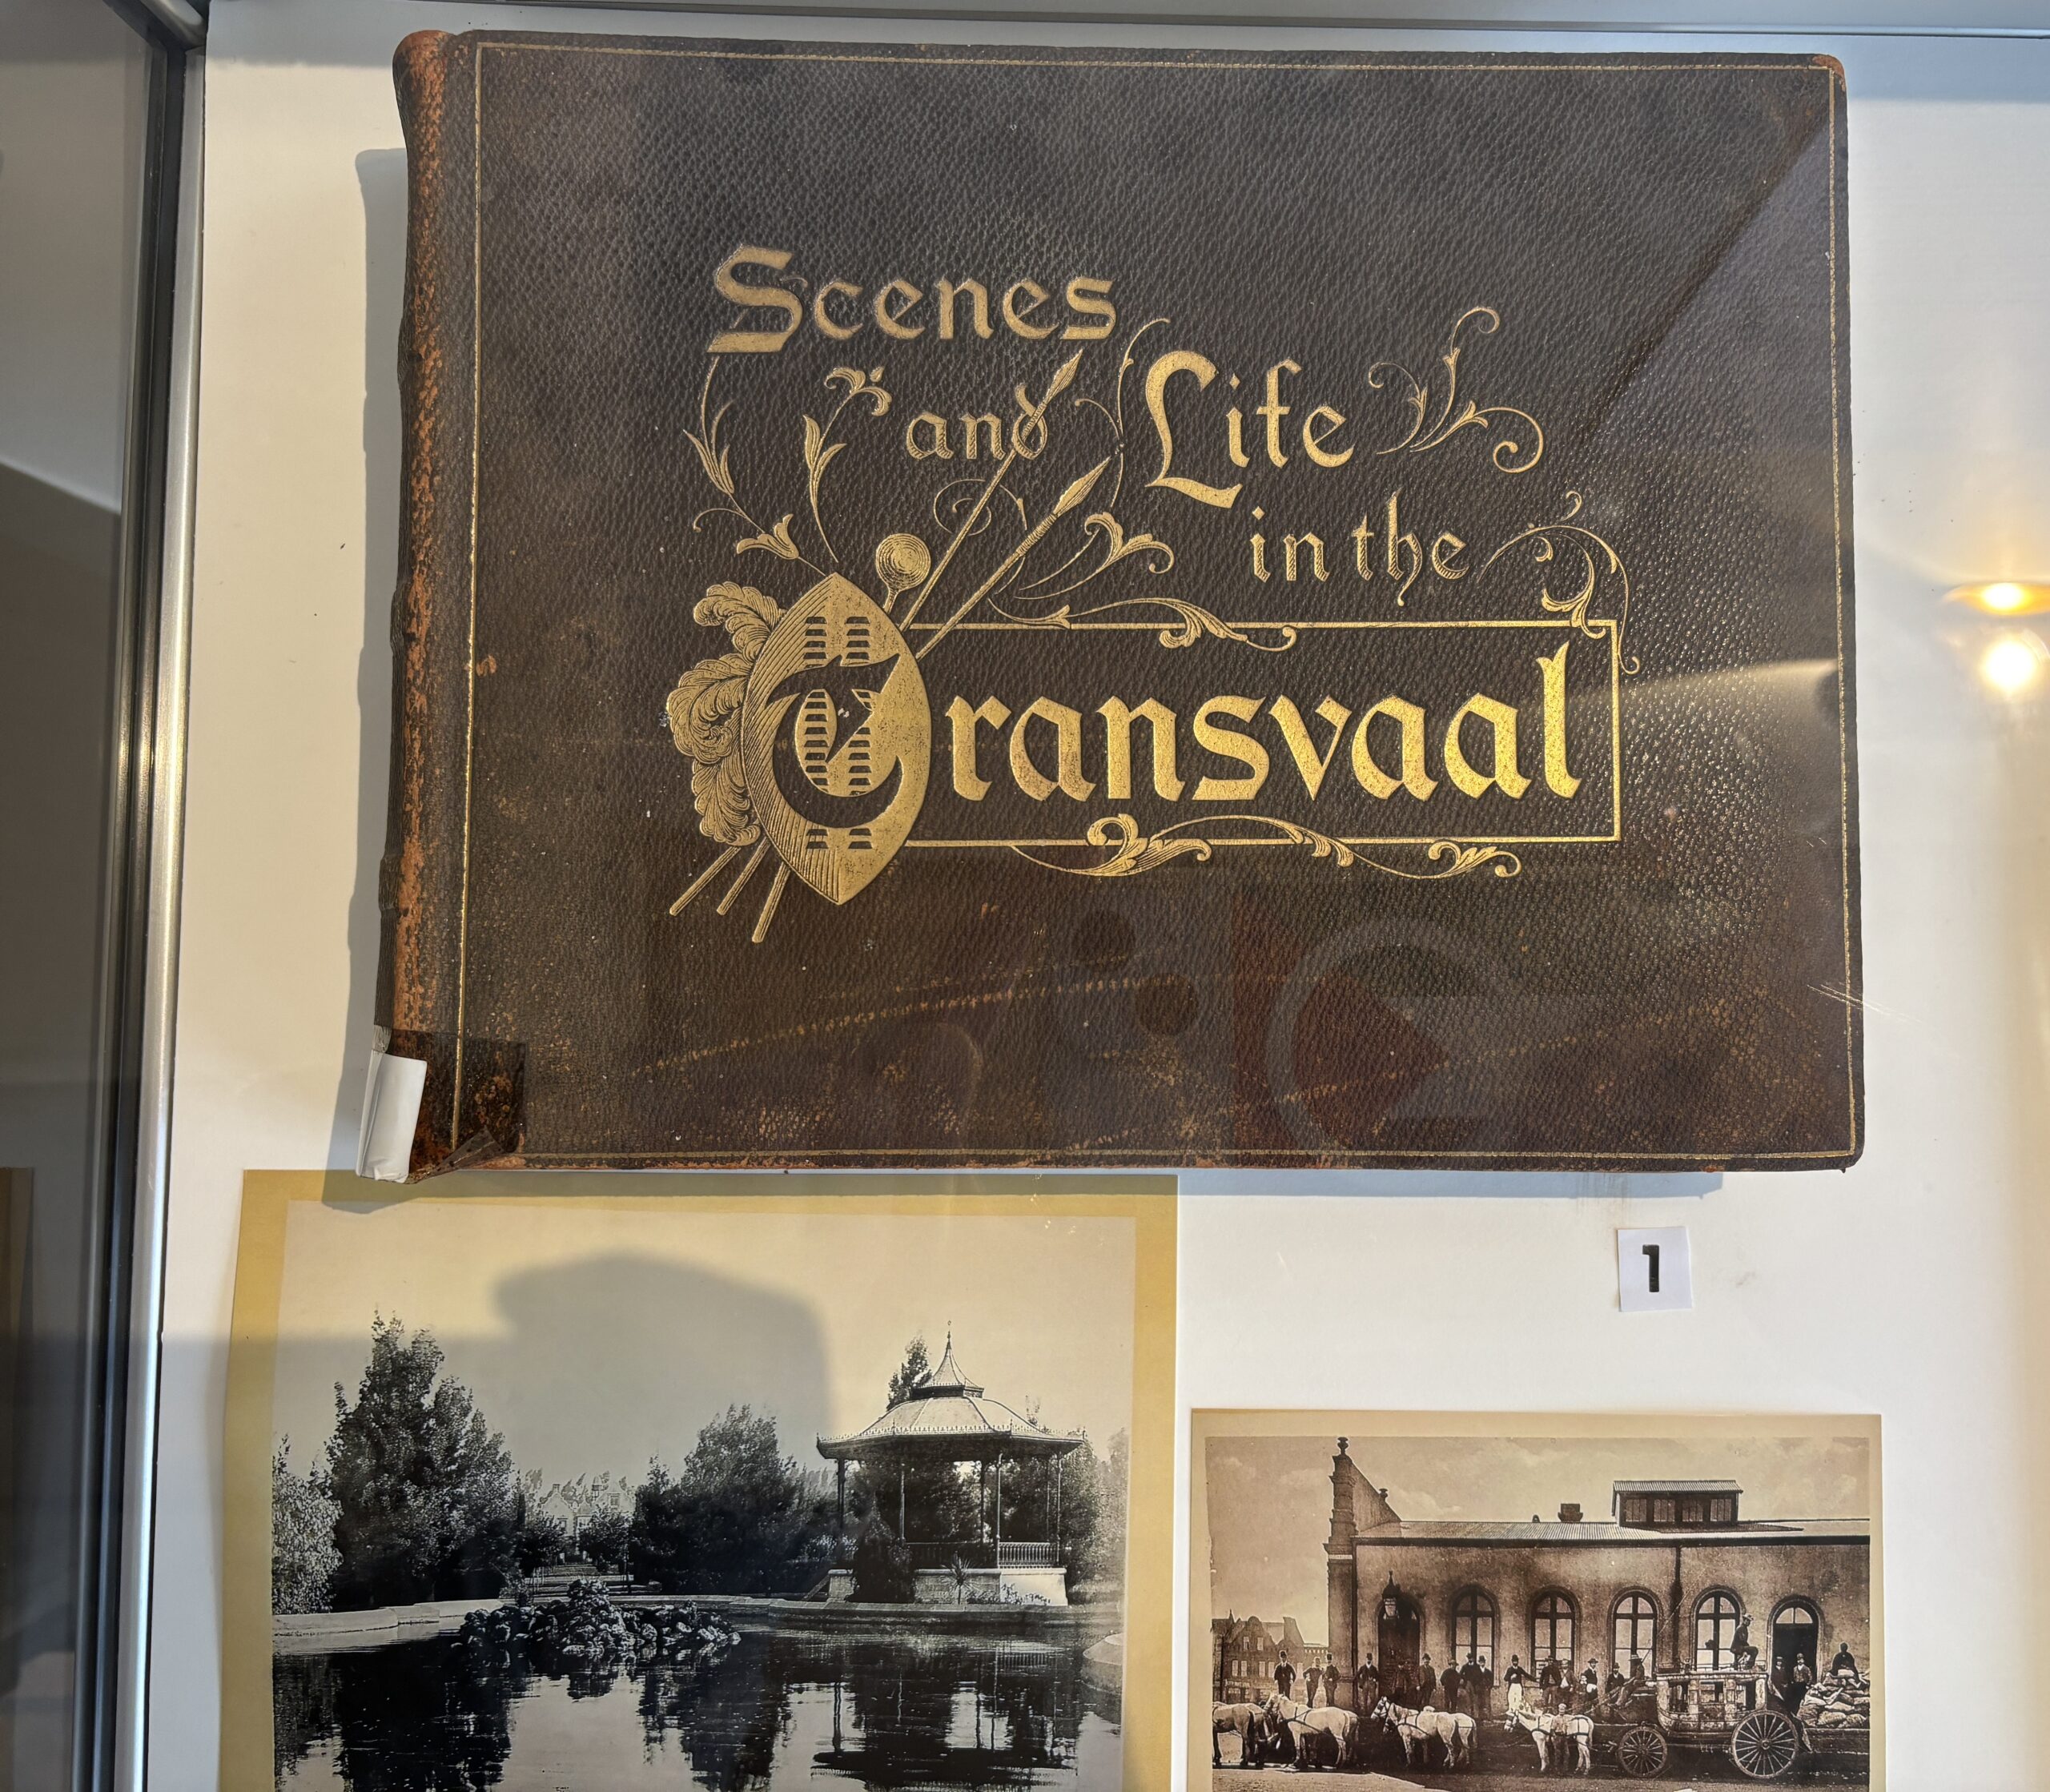 Scenes
and Life
in the
Transvaal
1